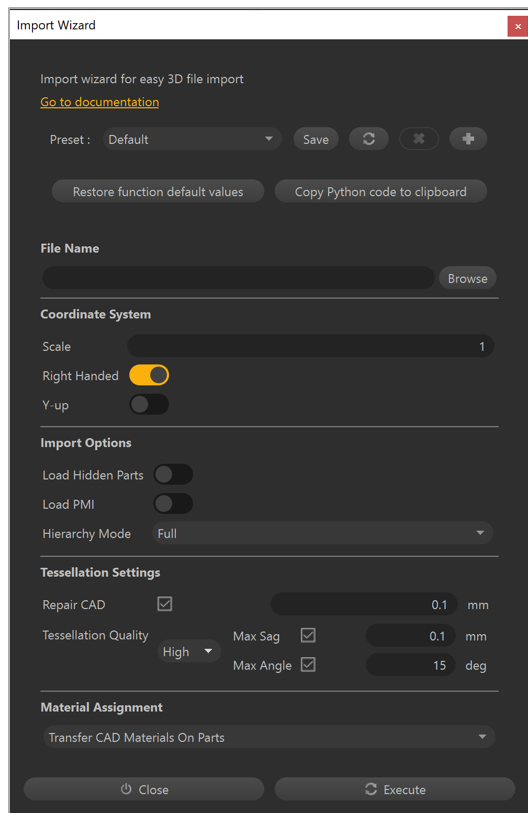 Import Wizard
Import wizard for easy 3D file import
Go to documentation
Preset : Default Save
Restore function default values Copy Python code to clipboard
File Name
Browse
Coordinate System
Scale 1
Right Handed
Y-up
Import Options
Load Hidden Parts
Load PMI
Hierarchy Mode Full
Tessellation Settings
Repair CAD 0.1 mm
Tessellation Quality High Max Sag 0.1 mm
Max Angle 15 deg
Material Assignment
Transfer CAD Materials On Parts
Close Execute